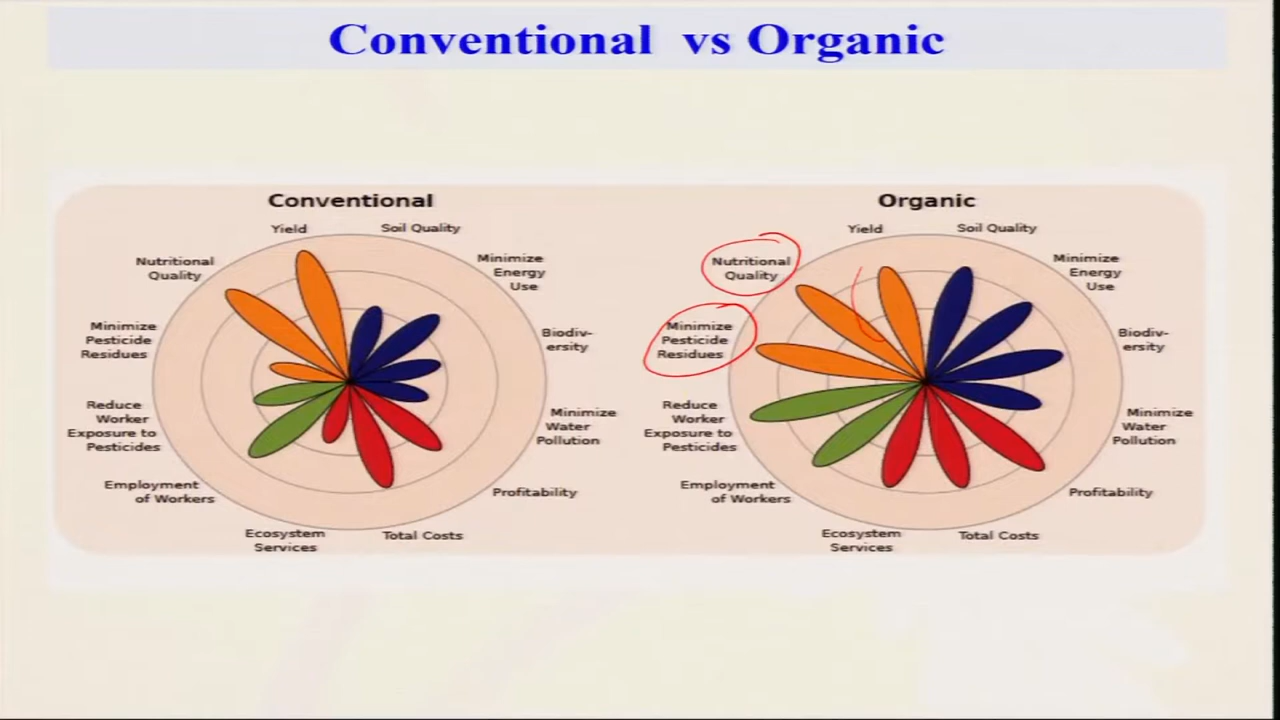 Conventional vs Organic
Conventional
Yield
Soil Quality
Nutritional
Quality
Minimize
Energy
Use
Minimize
Pesticide
Residues
Biodiv-
ersity
Reduce
Worker
Exposure to
Pesticides
Minimize
Water
Pollution
Employment
of Workers
Profitability
Ecosystem
Services
Total Costs
Organic
Yield
Soil Quality
Nutritional
Quality
Minimize
Energy
Use
Minimize
Pesticide
Residues
Biodiv-
ersity
Reduce
Worker
Exposure to
Pesticides
Minimize
Water
Pollution
Employment
of Workers
Profitability
Ecosystem
Services
Total Costs